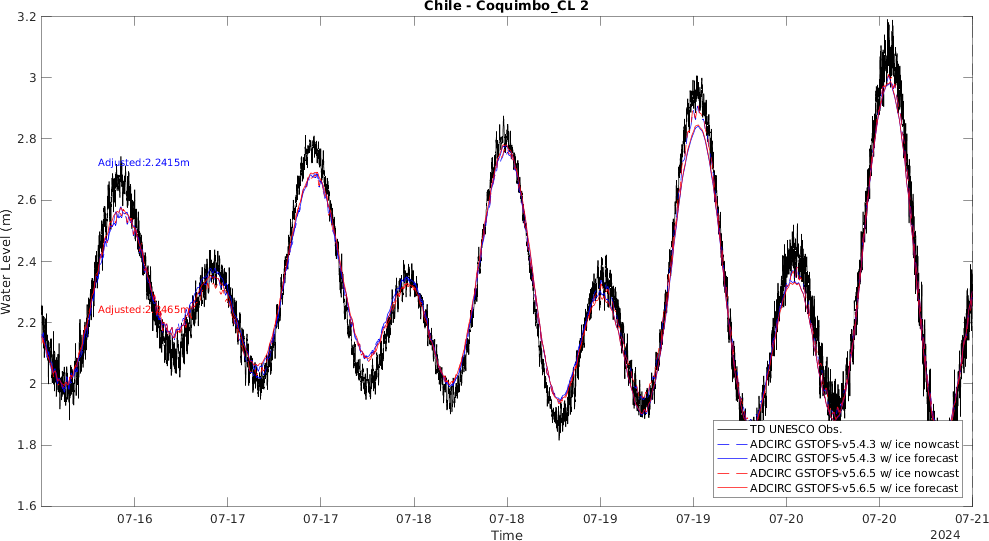 Chile - Coquimbo_CL 2
3.2
3
2.8
2.6
2.4
2.2
2
1.8
1.6
Water Level (m)
Adjusted:2.2415m
TD UNESCO Obs.
ADCIRC GSTOFS-v5.4.3 w/ ice nowcast
ADCIRC GSTOFS-v5.4.3 w/ ice forecast
ADCIRC GSTOFS-v5.6.5 w/ ice nowcast
ADCIRC GSTOFS-v5.6.5 w/ ice forecast
07-16 07-17 07-17 07-18 07-18 07-19 07-19 07-20 07-20 07-21
Time
2024